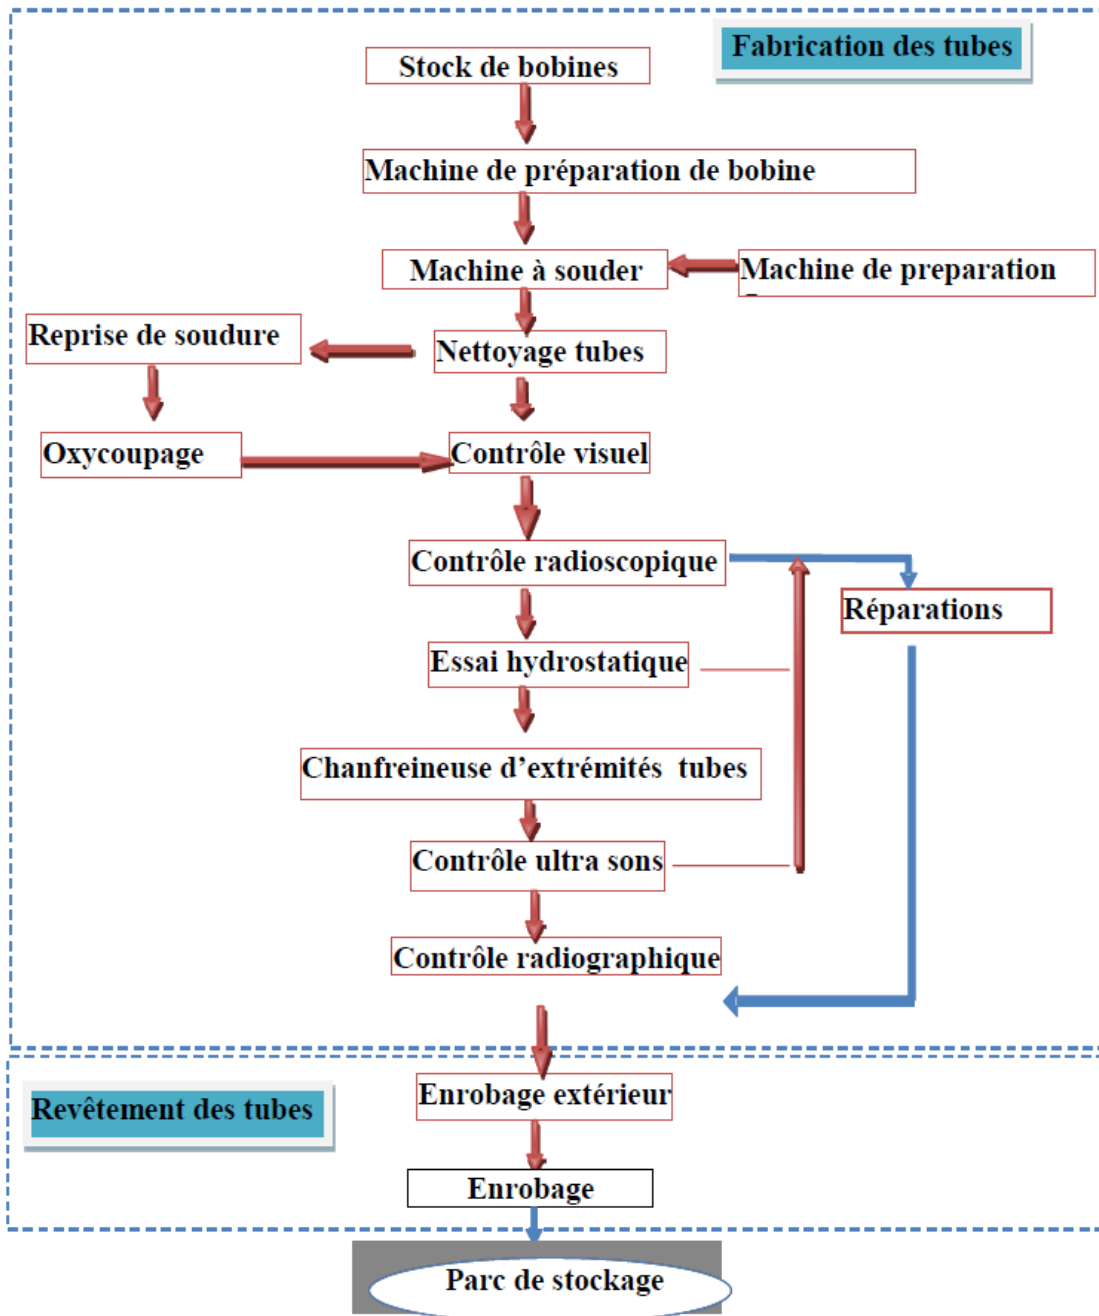 Fabrication des tubes
Stock de bobines
Machine de préparation de bobine
Machine à souder
Machine de preparation
Reprise de soudure
Nettoyage tubes
Oxycoupage
Contrôle visuel
Contrôle radioscopique
Réparations
Essai hydrostatique
Chanfreineuse d’extrémités tubes
Contrôle ultra sons
Contrôle radiographique
Enrobage extérieur
Revêtement des tubes
Enrobage
Parc de stockage